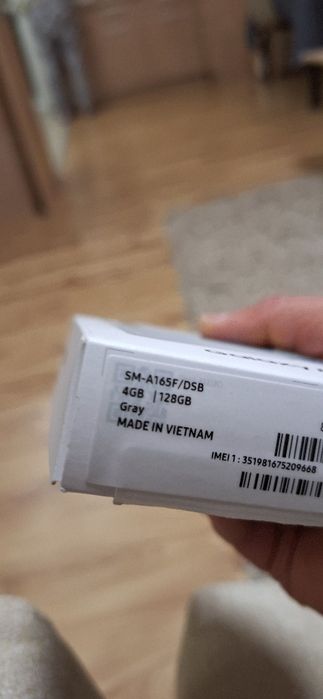 SM-A165F/DSB
4GB | 128GB
Gray
MADE IN VIETNAM
IMEI 1 : 351981675209668